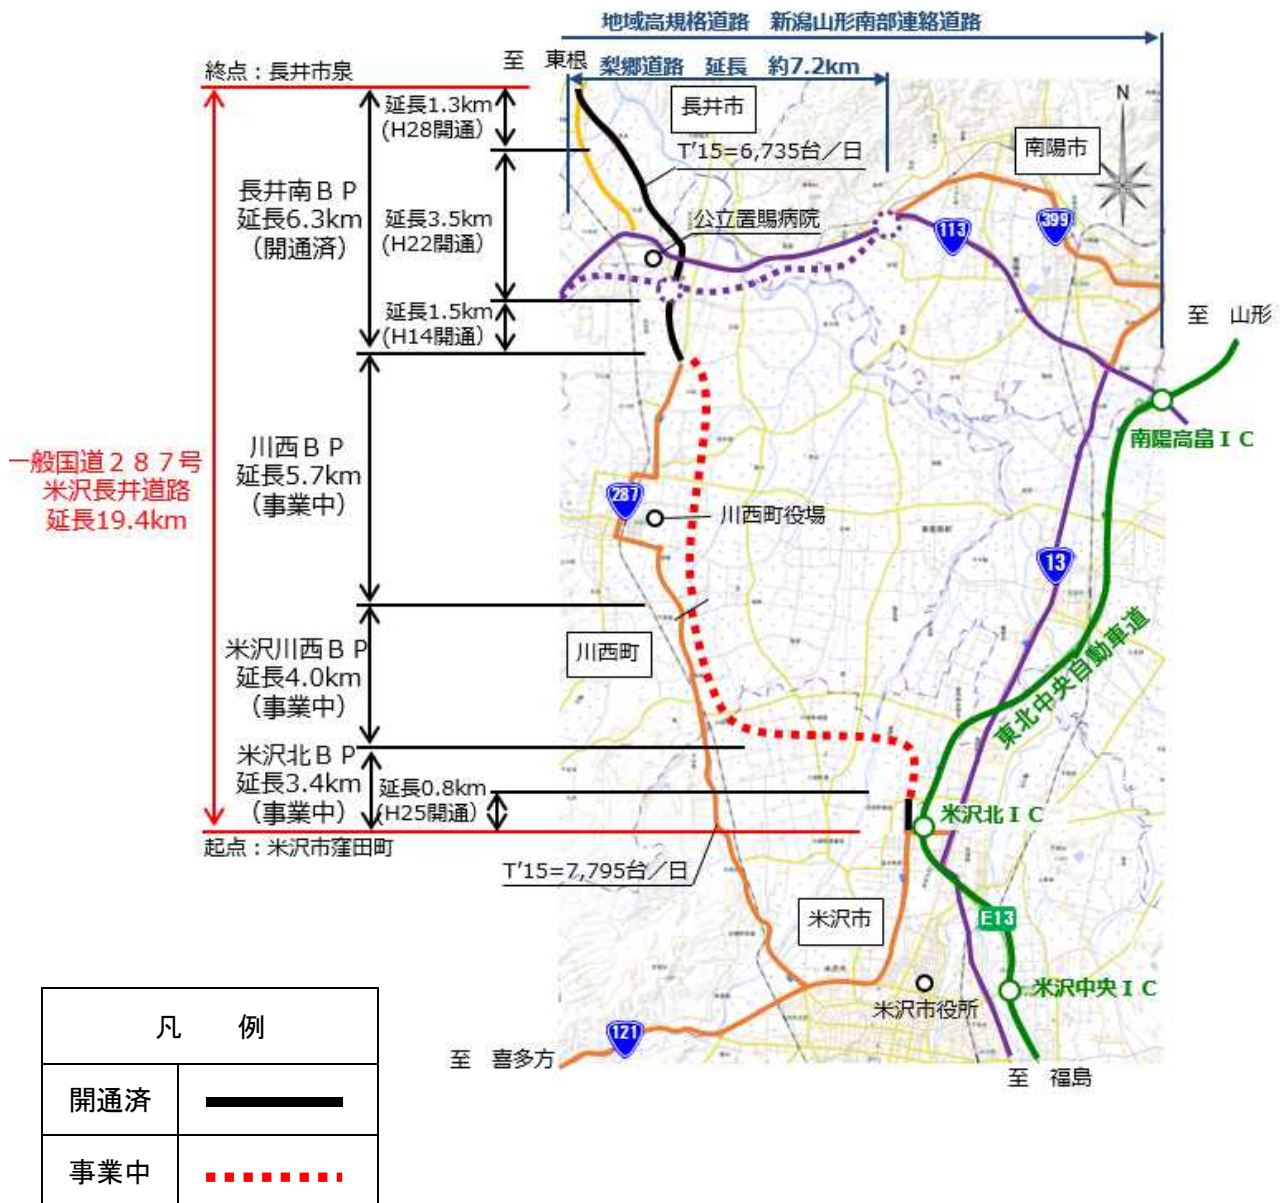 地域高規格道路　新潟山形南部連絡道路
至　東根
梨郷道路　延長　約7.2km
終点：長井市泉
延長1.3km
(H28開通)
長井市
N
T'15=6,735台／日
南陽市
長井南ＢＰ
延長6.3km
(開通済)
延長3.5km
(H22開通)
公立置賜病院
113
399
延長1.5km
(H14開通)
至　山形
南陽高畠ＩＣ
一般国道２８７号
米沢長井道路
延長19.4km
川西ＢＰ
延長5.7km
(事業中)
287
川西町役場
13
米沢川西ＢＰ
延長4.0km
(事業中)
川西町
東北中央自動車道
米沢北ＢＰ
延長3.4km
(事業中)
延長0.8km
(H25開通)
米沢北ＩＣ
起点：米沢市窪田町
T'15=7,795台／日
米沢市
E13
米沢中央ＩＣ
米沢市役所
121
至　喜多方
至　福島
凡　例
開通済
事業中